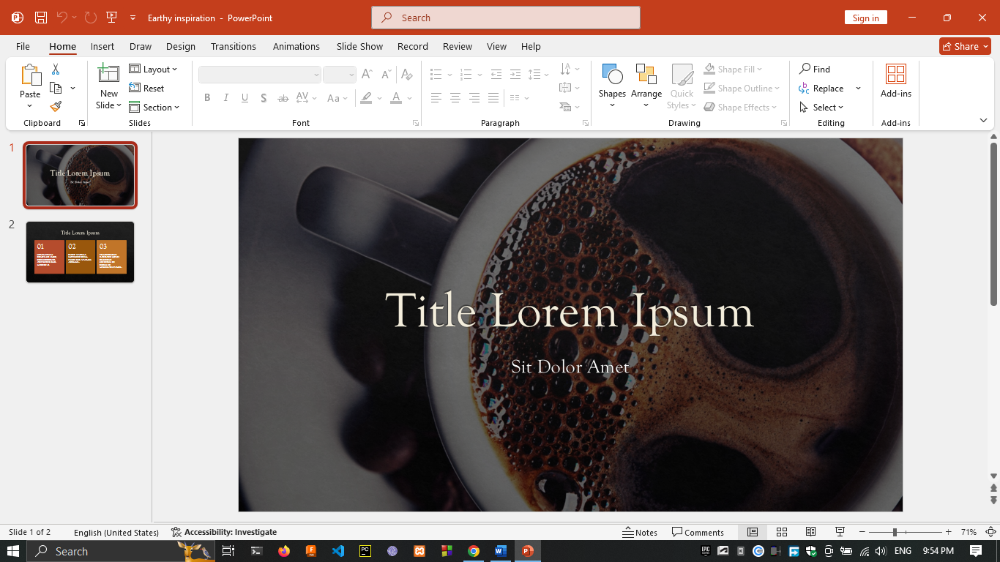 Earthy inspiration - PowerPoint
Search
Sign in
File Home Insert Draw Design Transitions Animations Slide Show Record Review View Help
Share
Paste
Clipboard
New
Slide
Layout
Reset
Section
Slides
B I U S ab AV Aa A
Font
Paragraph
Shapes
Arrange
Quick
Styles
Shape Fill
Shape Outline
Shape Effects
Drawing
Find
Replace
Select
Editing
Add-ins
Add-ins
1
Title Lorem Ipsum
Sit Dolor Amet
2
Title Lorem Ipsum
01 02 03
Title Lorem Ipsum
Sit Dolor Amet
Slide 1 of 2 English (United States) Accessibility: Investigate Notes Comments 71%
Search
ENG 9:54 PM